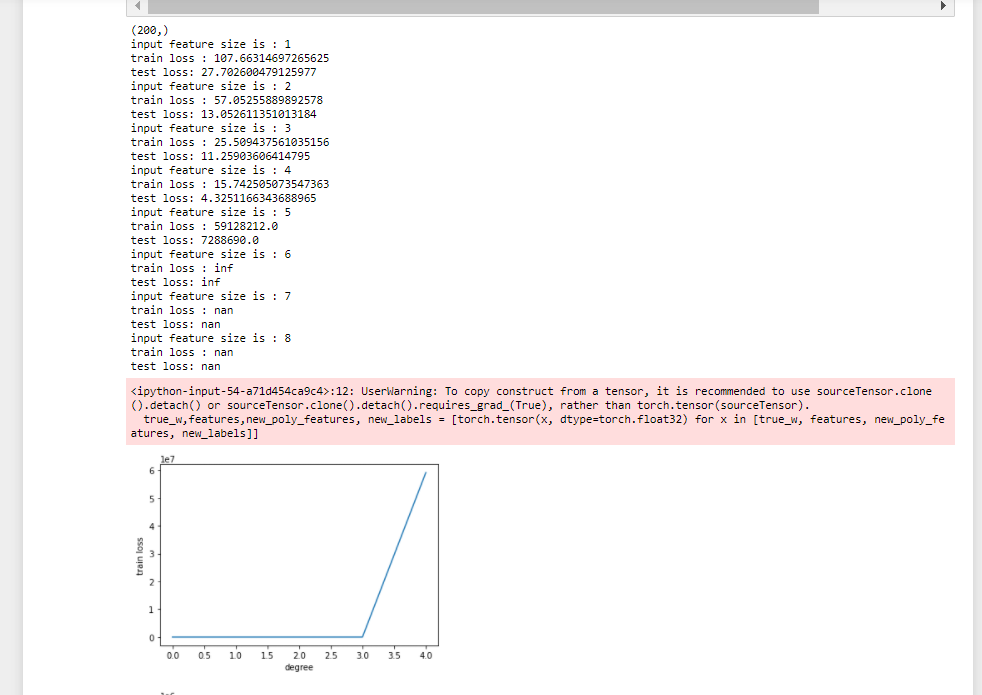 (200,)
input feature size is : 1
train loss : 107.66314697265625
test loss: 27.702600479125977
input feature size is : 2
train loss : 57.05255889892578
test loss: 13.052611351013184
input feature size is : 3
train loss : 25.509437561035156
test loss: 11.25903606414795
input feature size is : 4
train loss : 15.742505073547363
test loss: 4.3251166343688965
input feature size is : 5
train loss : 59128212.0
test loss: 7288690.0
input feature size is : 6
train loss : inf
test loss: inf
input feature size is : 7
train loss : nan
test loss: nan
input feature size is : 8
train loss : nan
test loss: nan
<ipython-input-54-a71d454ca9c4>:12: UserWarning: To copy construct from a tensor, it is recommended to use sourceTensor.clone
().detach() or sourceTensor.clone().detach().requires_grad_(True), rather than torch.tensor(sourceTensor).
true_w,features,new_poly_features, new_labels = [torch.tensor(x, dtype=torch.float32) for x in [true_w, features, new_poly_fe
atures, new_labels]]
1e7
6
5
4
3
2
1
0
train loss
0.0 0.5 1.0 1.5 2.0 2.5 3.0 3.5 4.0
degree